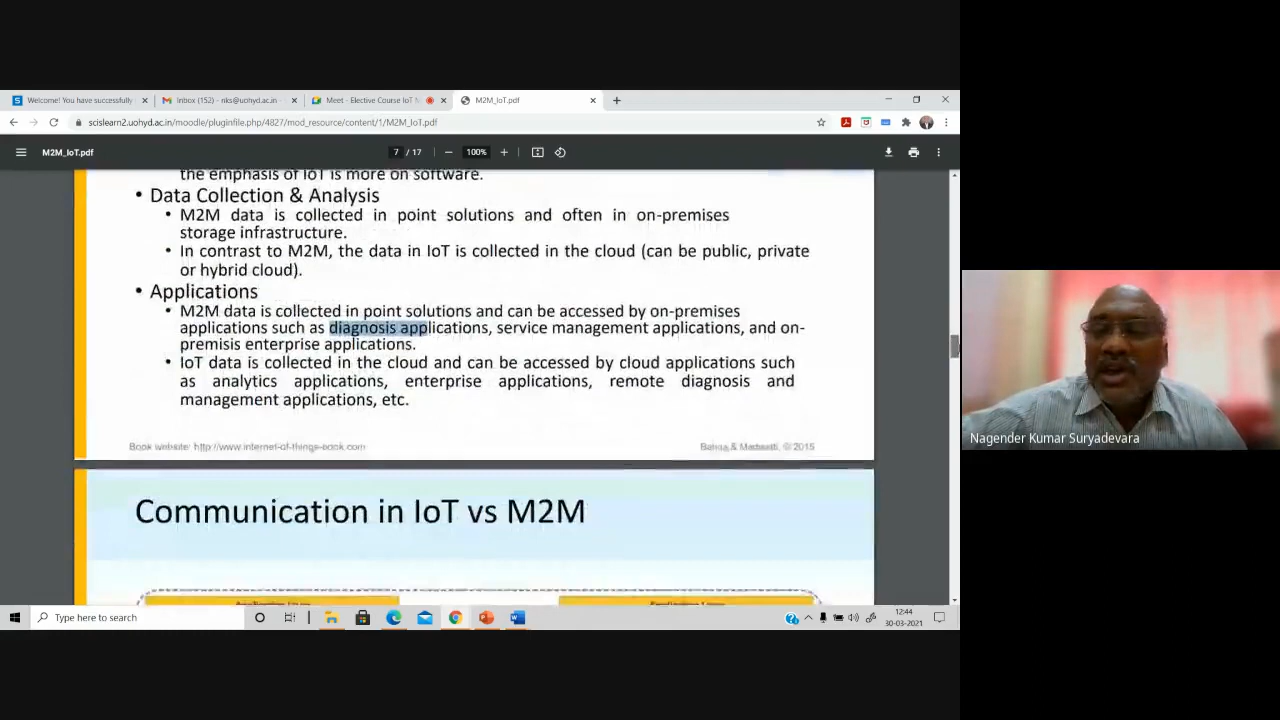 Welcome! You have successfully
Inbox (152) - nks@uohyd.ac.in -
Meet - Elective Course IoT M
M2M_IoT.pdf
scislearn2.uohyd.ac.in/moodle/pluginfile.php/4827/mod_resource/content/1/M2M_IoT.pdf
M2M_IoT.pdf
7 / 17
100%
the emphasis of IoT is more on software.
• Data Collection & Analysis
• M2M data is collected in point solutions and often in on-premises
storage infrastructure.
• In contrast to M2M, the data in IoT is collected in the cloud (can be public, private
or hybrid cloud).
• Applications
• M2M data is collected in point solutions and can be accessed by on-premises
applications such as diagnosis applications, service management applications, and on-
premisis enterprise applications.
• IoT data is collected in the cloud and can be accessed by cloud applications such
as analytics applications, enterprise applications, remote diagnosis and
management applications, etc.
Book website: http://www.internet-of-things-book.com
Bahga & Madisetti, © 2015
Communication in IoT vs M2M
Nagender Kumar Suryadevara
Type here to search
12:44
30-03-2021